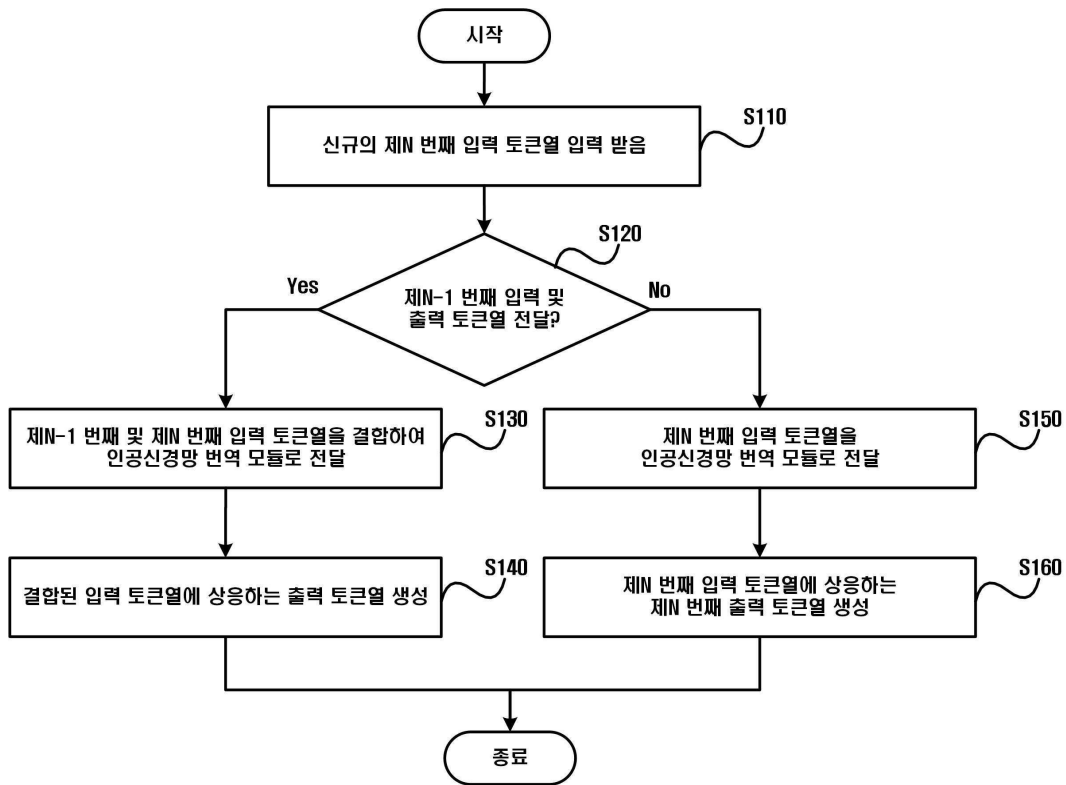 시작
S110
신규의 제N 번째 입력 토큰열 입력 받음
S120
Yes
제N-1 번째 입력 및
출력 토큰열 전달?
No
S130
제N-1 번째 및 제N 번째 입력 토큰열을 결합하여
인공신경망 번역 모듈로 전달
S150
제N 번째 입력 토큰열을
인공신경망 번역 모듈로 전달
S140
결합된 입력 토큰열에 상응하는 출력 토큰열 생성
S160
제N 번째 입력 토큰열에 상응하는
제N 번째 출력 토큰열 생성
종료